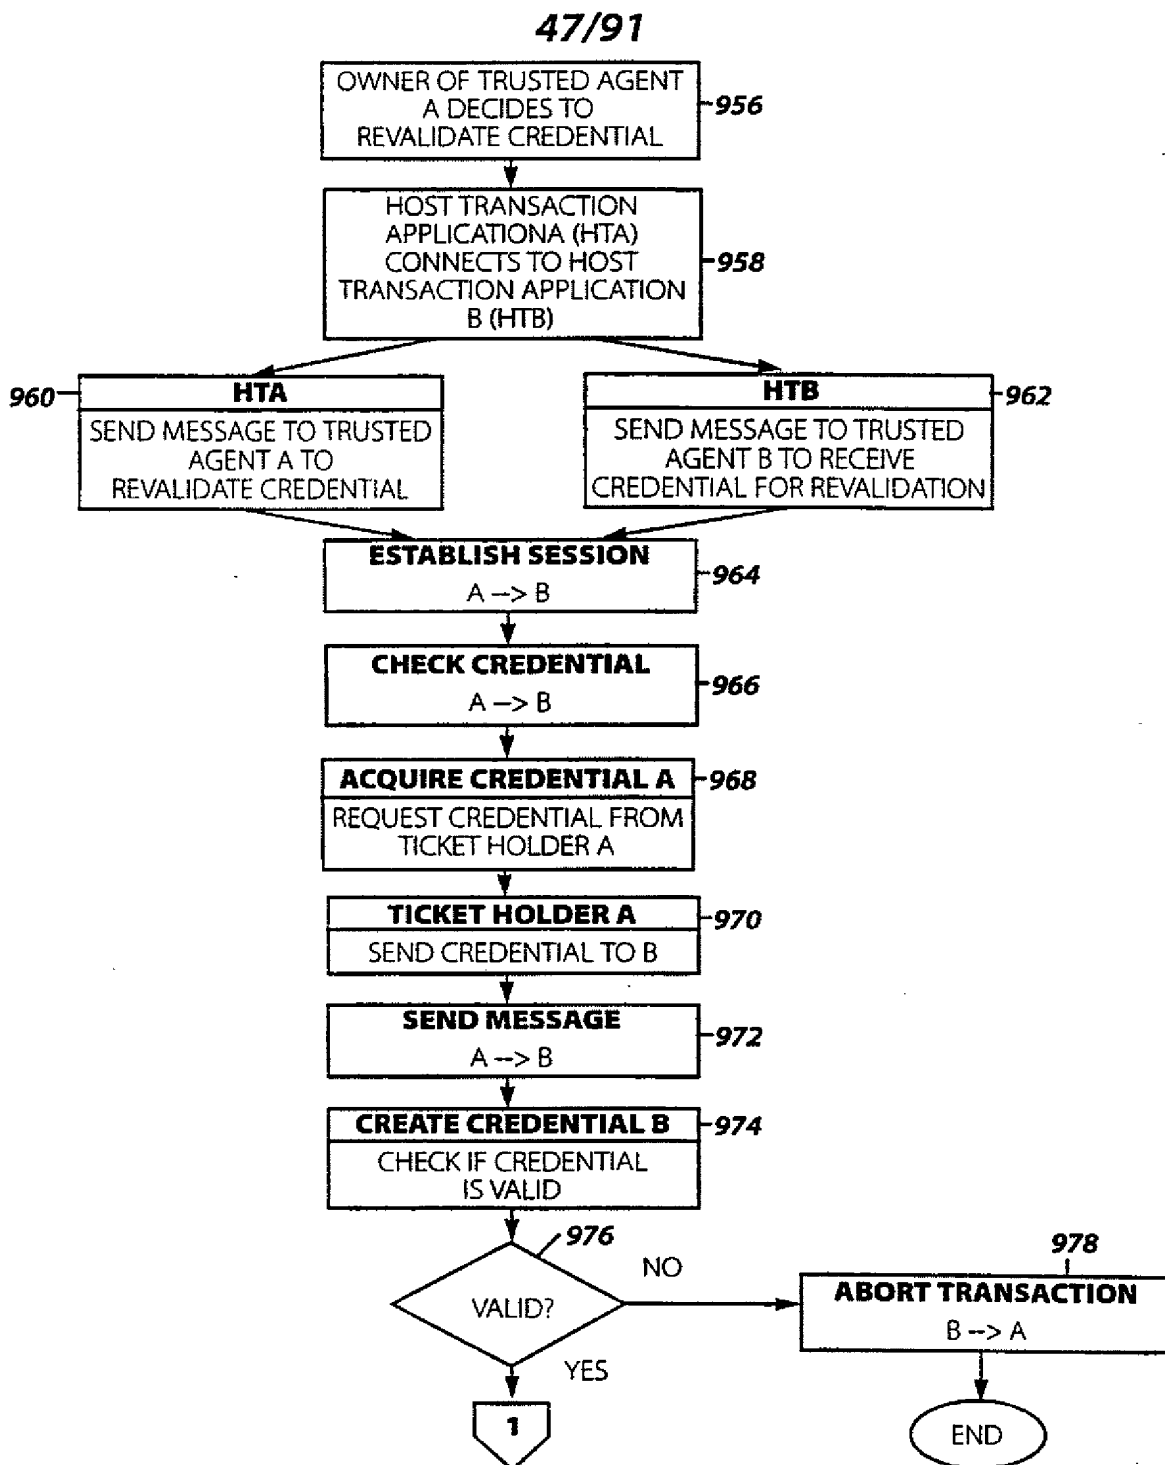 47/91
OWNER OF TRUSTED AGENT
A DECIDES TO
REVALIDATE CREDENTIAL
956
HOST TRANSACTION
APPLICATIONA (HTA)
CONNECTS TO HOST
TRANSACTION APPLICATION
B (HTB)
958
960
HTA
SEND MESSAGE TO TRUSTED
AGENT A TO
REVALIDATE CREDENTIAL
HTB
962
SEND MESSAGE TO TRUSTED
AGENT B TO RECEIVE
CREDENTIAL FOR REVALIDATION
ESTABLISH SESSION
964
A --> B
CHECK CREDENTIAL
966
A --> B
ACQUIRE CREDENTIAL A
968
REQUEST CREDENTIAL FROM
TICKET HOLDER A
TICKET HOLDER A
970
SEND CREDENTIAL TO B
SEND MESSAGE
972
A --> B
CREATE CREDENTIAL B
974
CHECK IF CREDENTIAL
IS VALID
976
VALID?
NO
978
ABORT TRANSACTION
B --> A
YES
1
END